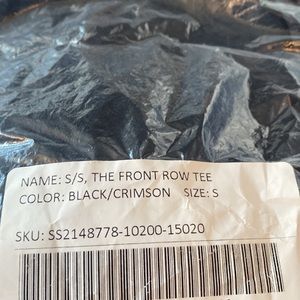 NAME: S/S, THE FRONT ROW TEE
COLOR: BLACK/CRIMSON SIZE: S
SKU: SS2148778-10200-15020